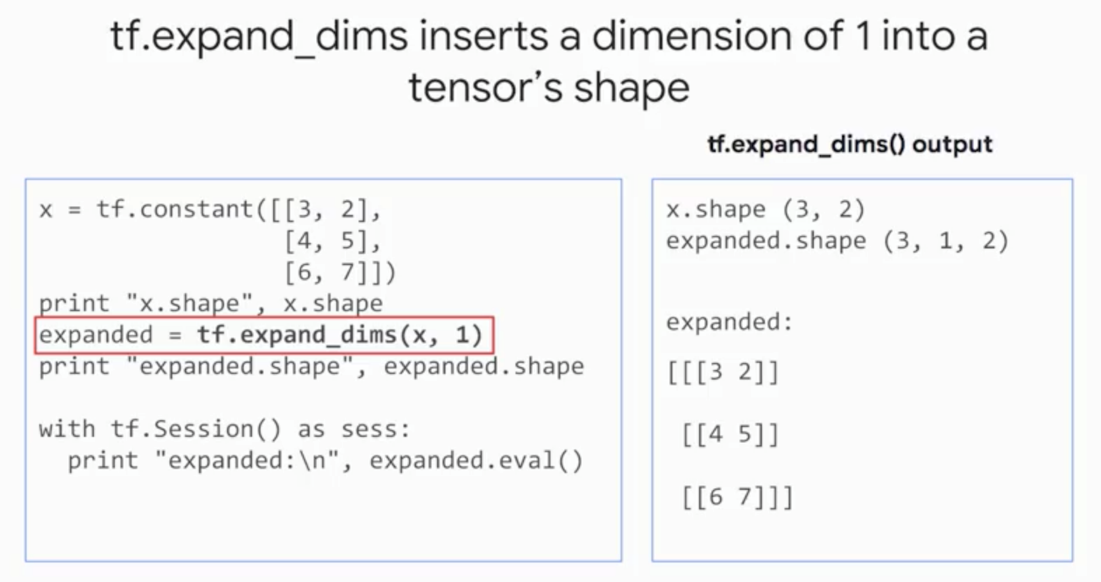 tf.expand_dims inserts a dimension of 1 into a
tensor’s shape
tf.expand_dims() output
x = tf.constant([[3, 2],
                 [4, 5],
                 [6, 7]])
print "x.shape", x.shape
expanded = tf.expand_dims(x, 1)
print "expanded.shape", expanded.shape
with tf.Session() as sess:
  print "expanded:\n", expanded.eval()
x.shape (3, 2)
expanded.shape (3, 1, 2)
expanded:
[[[3 2]]
 [[4 5]]
 [[6 7]]]